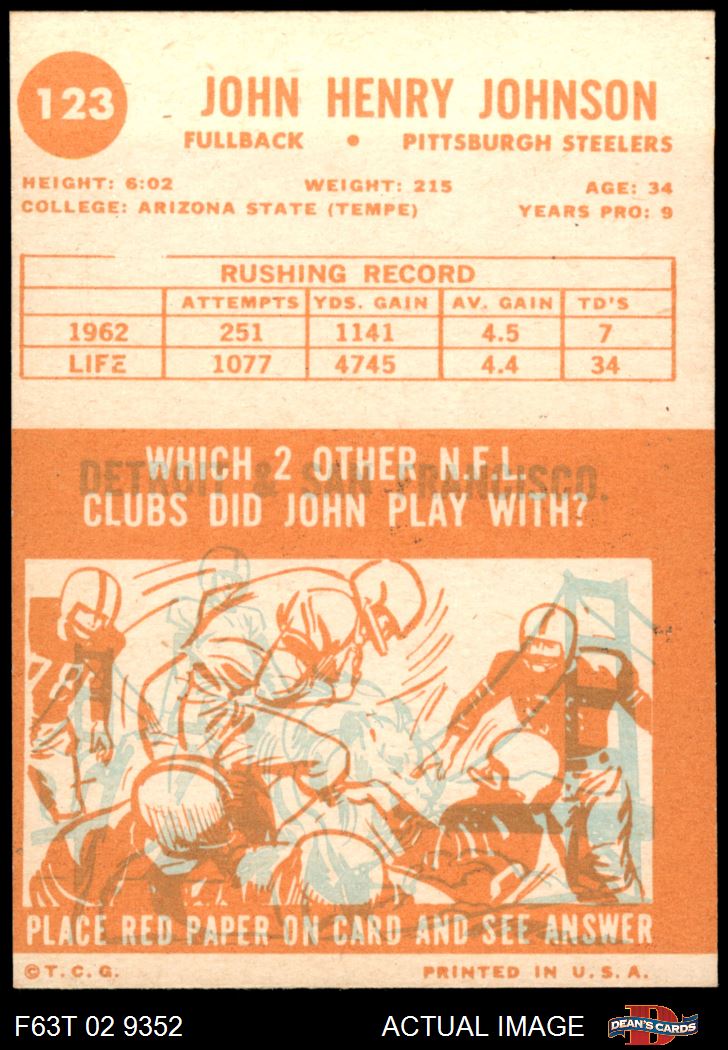 123
JOHN HENRY JOHNSON
FULLBACK • PITTSBURGH STEELERS
HEIGHT: 6:02 WEIGHT: 215 AGE: 34
COLLEGE: ARIZONA STATE (TEMPE) YEARS PRO: 9
RUSHING RECORD
ATTEMPTS YDS. GAIN AV. GAIN TD'S
1962 251 1141 4.5 7
LIFE 1077 4745 4.4 34
WHICH 2 OTHER N.F.L.
DETROIT & SAN FRANCISCO.
CLUBS DID JOHN PLAY WITH?
78
PLACE RED PAPER ON CARD AND SEE ANSWER
©T.C.G. PRINTED IN U.S.A.
F63T 02 9352 ACTUAL IMAGE D DEAN'S CARDS